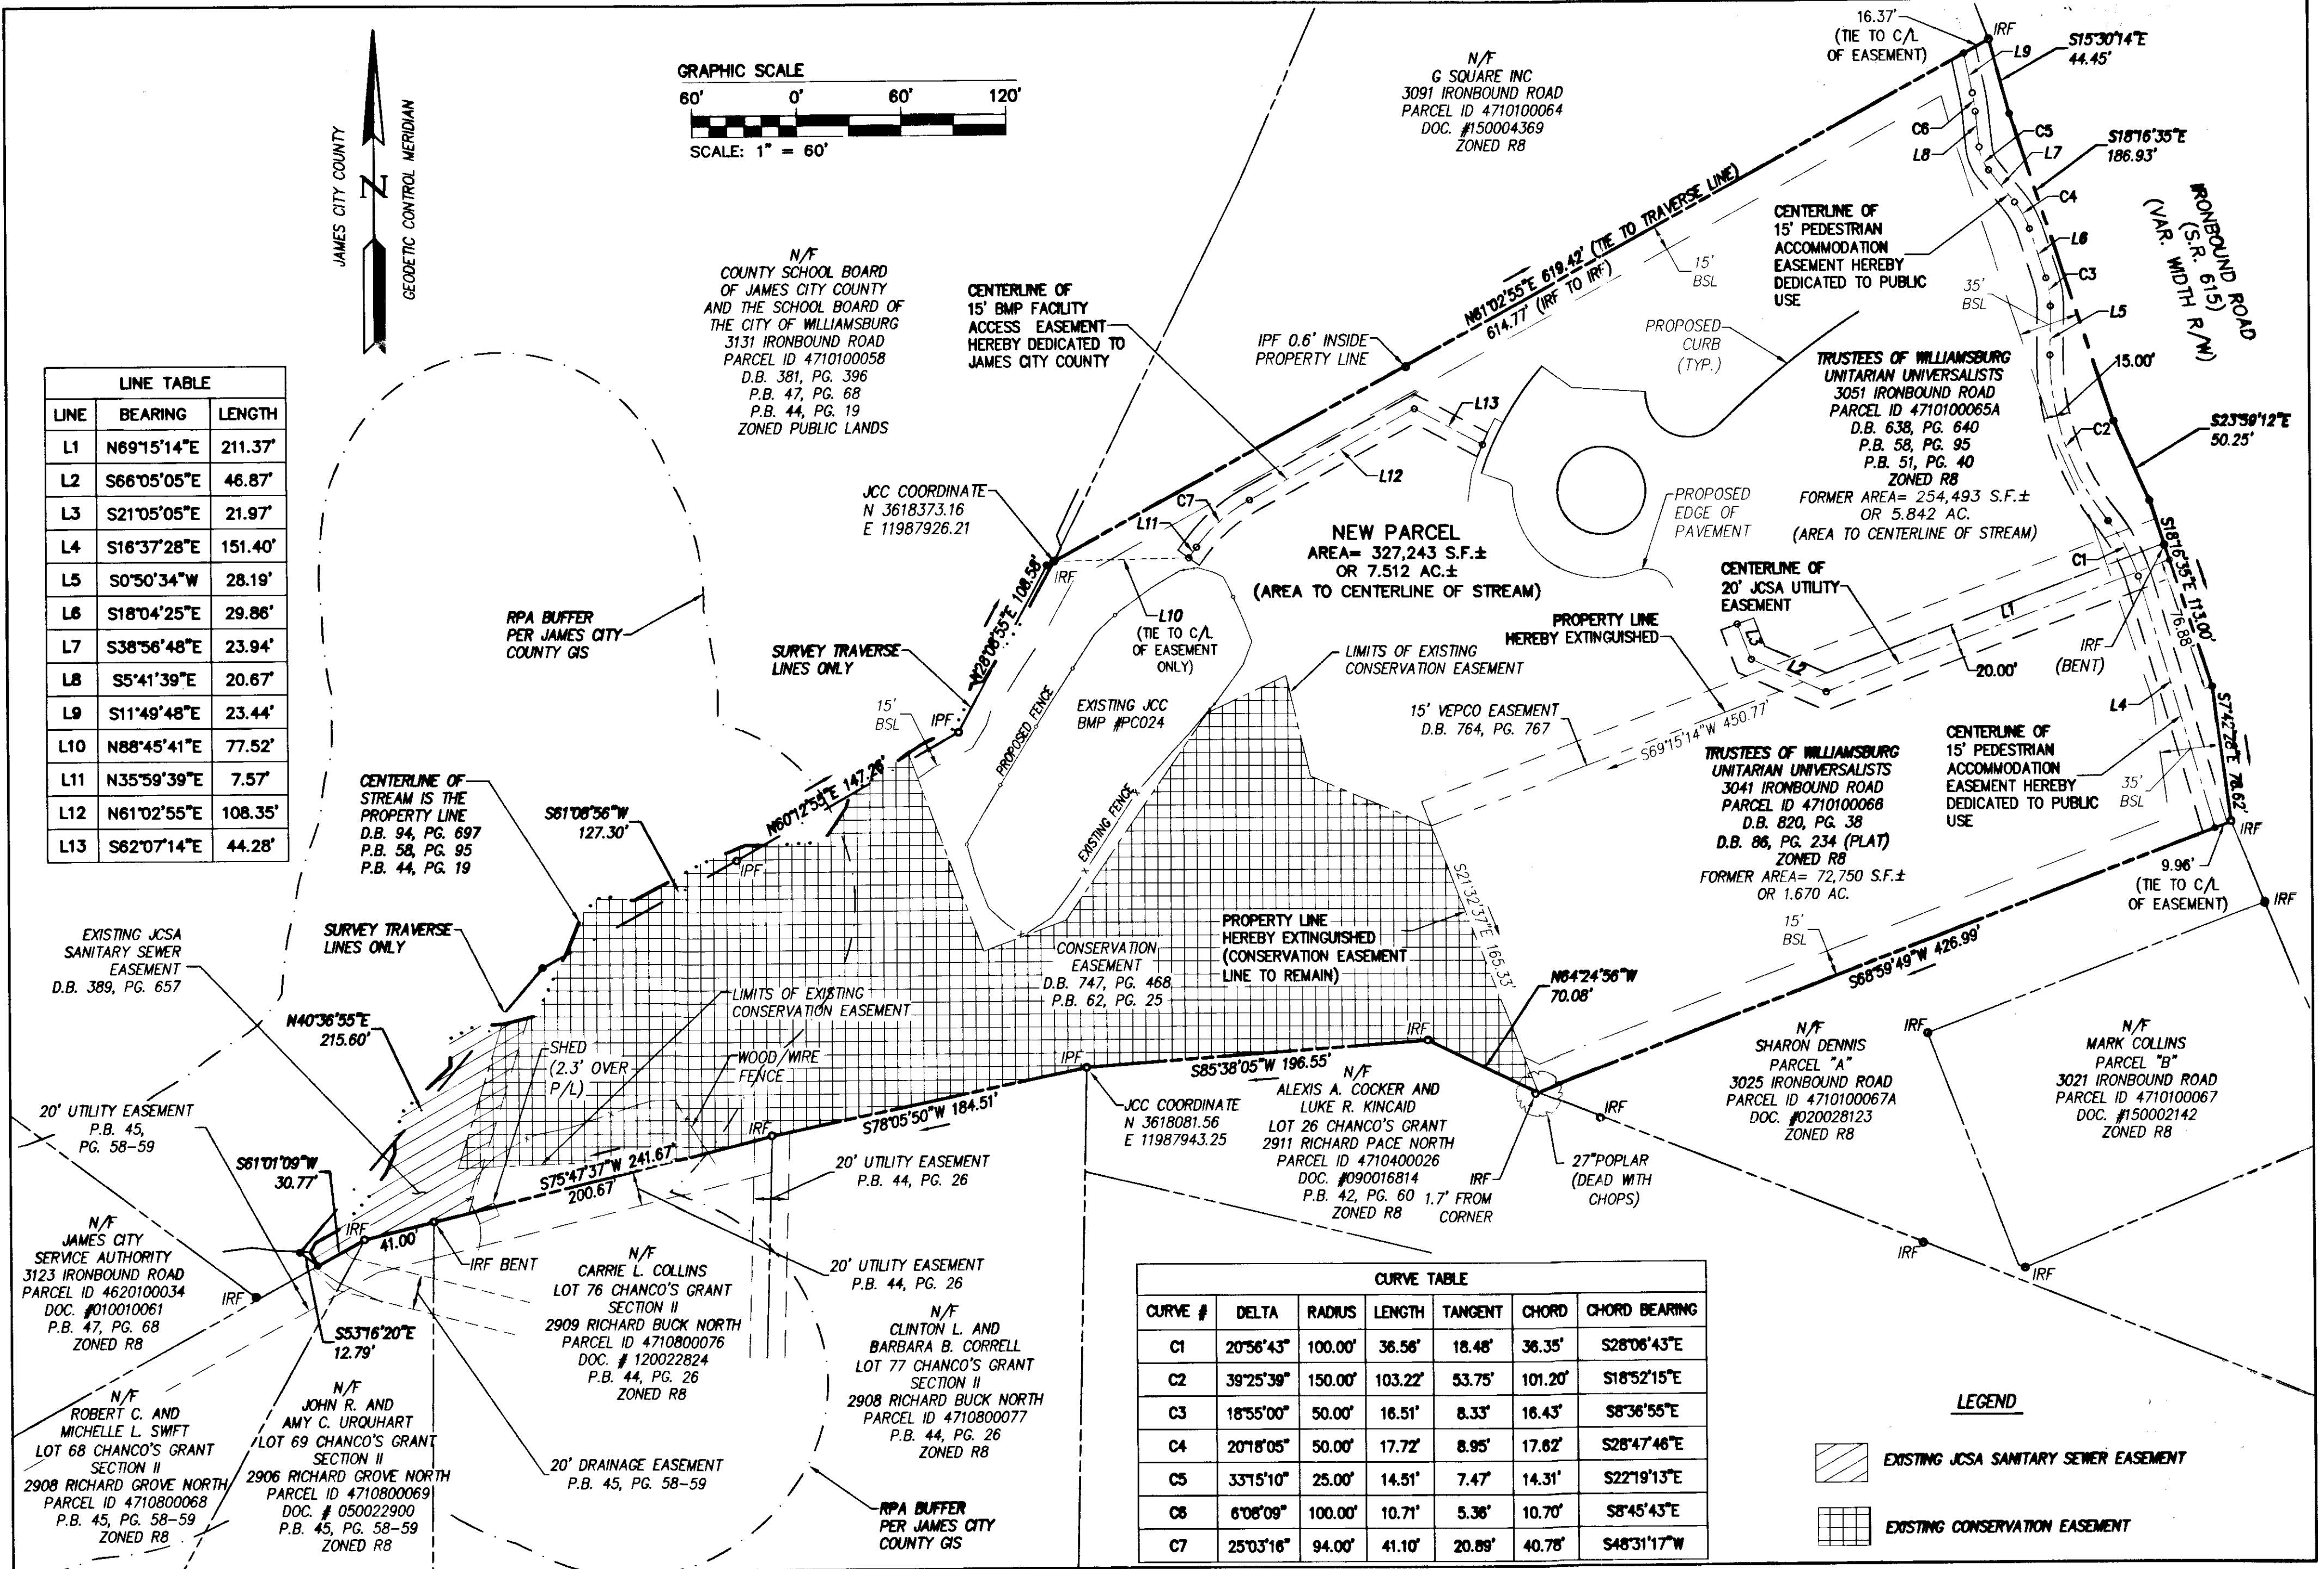 JAMES CITY COUNTY
GEODETIC CONTROL MERIDIAN
N
GRAPHIC SCALE
60' 0' 60' 120'
SCALE: 1" = 60'
N/F
G SQUARE INC
3091 IRONBOUND ROAD
PARCEL ID 4710100064
DOC. #150004369
ZONED R8
16.37'
(TIE TO C/L
OF EASEMENT)
IRF
L9
S15°30'14"E
44.45'
C6
C5
L8
L7
S18°16'35"E
186.93'
C4
L6
C3
L5
IRONBOUND ROAD
(S.R. 615)
(VAR. WIDTH R/W)
CENTERLINE OF
15' PEDESTRIAN
ACCOMMODATION
EASEMENT HEREBY
DEDICATED TO PUBLIC
USE
35'
BSL
15.00'
C2
S23°59'12"E
50.25'
N61°02'55"E 619.42' (TIE TO TRAVERSE LINE)
614.77' (IRF TO IRF)
15'
BSL
IPF 0.6' INSIDE
PROPERTY LINE
PROPOSED
CURB
(TYP.)
TRUSTEES OF WILLIAMSBURG
UNITARIAN UNIVERSALISTS
3051 IRONBOUND ROAD
PARCEL ID 4710100065A
D.B. 638, PG. 640
P.B. 58, PG. 95
P.B. 51, PG. 40
ZONED R8
FORMER AREA= 254,493 S.F.±
OR 5.842 AC.
(AREA TO CENTERLINE OF STREAM)
N/F
COUNTY SCHOOL BOARD
OF JAMES CITY COUNTY
AND THE SCHOOL BOARD OF
THE CITY OF WILLIAMSBURG
3131 IRONBOUND ROAD
PARCEL ID 4710100058
D.B. 381, PG. 396
P.B. 47, PG. 68
P.B. 44, PG. 19
ZONED PUBLIC LANDS
CENTERLINE OF
15' BMP FACILITY
ACCESS EASEMENT
HEREBY DEDICATED TO
JAMES CITY COUNTY
L13
L12
C7
L11
PROPOSED
EDGE OF
PAVEMENT
JCC COORDINATE
N 3618373.16
E 11987926.21
IRF
NEW PARCEL
AREA= 327,243 S.F.±
OR 7.512 AC.±
(AREA TO CENTERLINE OF STREAM)
LINE TABLE
LINE BEARING LENGTH
L1 N69°15'14"E 211.37'
L2 S66°05'05"E 46.87'
L3 S21°05'05"E 21.97'
L4 S16°37'28"E 151.40'
L5 S0°50'34"W 28.19'
L6 S18°04'25"E 29.86'
L7 S38°56'48"E 23.94'
L8 S5°41'39"E 20.67'
L9 S11°49'48"E 23.44'
L10 N88°45'41"E 77.52'
L11 N35°59'39"E 7.57'
L12 N61°02'55"E 108.35'
L13 S62°07'14"E 44.28'
RPA BUFFER
PER JAMES CITY
COUNTY GIS
SURVEY TRAVERSE
LINES ONLY
N28°08'55"E 108.58'
L10
(TIE TO C/L
OF EASEMENT
ONLY)
15'
BSL
IPF
PROPOSED FENCE
EXISTING JCC
BMP #PC024
EXISTING FENCE
LIMITS OF EXISTING
CONSERVATION EASEMENT
PROPERTY LINE
HEREBY EXTINGUISHED
CENTERLINE OF
20' JCSA UTILITY
EASEMENT
C1
L1
L2
L3
20.00'
IRF
(BENT)
S18°16'35"E 113.00'
76.88'
15' VEPCO EASEMENT
D.B. 764, PG. 767
S69°15'14"W 450.77'
L4
S7°42'28"E 78.62'
TRUSTEES OF WILLIAMSBURG
UNITARIAN UNIVERSALISTS
3041 IRONBOUND ROAD
PARCEL ID 4710100066
D.B. 820, PG. 38
D.B. 86, PG. 234 (PLAT)
ZONED R8
FORMER AREA= 72,750 S.F.±
OR 1.670 AC.
CENTERLINE OF
15' PEDESTRIAN
ACCOMMODATION
EASEMENT HEREBY
DEDICATED TO PUBLIC
USE
35'
BSL
IRF
9.96'
(TIE TO C/L
OF EASEMENT)
IRF
15'
BSL
S68°59'49"W 426.99'
CENTERLINE OF
STREAM IS THE
PROPERTY LINE
D.B. 94, PG. 697
P.B. 58, PG. 95
P.B. 44, PG. 19
S61°08'56"W
127.30'
N60°12'55"E 147.26'
IPF
SURVEY TRAVERSE
LINES ONLY
EXISTING JCSA
SANITARY SEWER
EASEMENT
D.B. 389, PG. 657
N40°36'55"E
215.60'
LIMITS OF EXISTING
CONSERVATION EASEMENT
CONSERVATION
EASEMENT
D.B. 747, PG. 468
P.B. 62, PG. 25
PROPERTY LINE
HEREBY EXTINGUISHED
(CONSERVATION EASEMENT
LINE TO REMAIN)
S21°32'37"E 165.33'
N64°24'56"W
70.08'
SHED
(2.3' OVER
P/L)
WOOD/WIRE
FENCE
IPF
IRF
S85°38'05"W 196.55'
S78°05'50"W 184.51'
IRF
S75°47'37"W 241.67'
200.67'
20' UTILITY EASEMENT
P.B. 45,
PG. 58-59
S61°01'09"W
30.77'
IRF
41.00'
IRF BENT
IRF
S53°16'20"E
12.79'
JCC COORDINATE
N 3618081.56
E 11987943.25
N/F
ALEXIS A. COCKER AND
LUKE R. KINCAID
LOT 26 CHANCO'S GRANT
2911 RICHARD PACE NORTH
PARCEL ID 4710400026
DOC. #090016814
P.B. 42, PG. 60
ZONED R8
IRF
1.7' FROM
CORNER
27"POPLAR
(DEAD WITH
CHOPS)
IRF
N/F
SHARON DENNIS
PARCEL "A"
3025 IRONBOUND ROAD
PARCEL ID 4710100067A
DOC. #020028123
ZONED R8
IRF
N/F
MARK COLLINS
PARCEL "B"
3021 IRONBOUND ROAD
PARCEL ID 4710100067
DOC. #150002142
ZONED R8
IRF
IRF
20' UTILITY EASEMENT
P.B. 44, PG. 26
20' UTILITY EASEMENT
P.B. 44, PG. 26
N/F
JAMES CITY
SERVICE AUTHORITY
3123 IRONBOUND ROAD
PARCEL ID 4620100034
DOC. #010010061
P.B. 47, PG. 68
ZONED R8
N/F
CARRIE L. COLLINS
LOT 76 CHANCO'S GRANT
SECTION II
2909 RICHARD BUCK NORTH
PARCEL ID 4710800076
DOC. # 120022824
P.B. 44, PG. 26
ZONED R8
N/F
CLINTON L. AND
BARBARA B. CORRELL
LOT 77 CHANCO'S GRANT
SECTION II
2908 RICHARD BUCK NORTH
PARCEL ID 4710800077
P.B. 44, PG. 26
ZONED R8
N/F
ROBERT C. AND
MICHELLE L. SWIFT
LOT 68 CHANCO'S GRANT
SECTION II
2908 RICHARD GROVE NORTH
PARCEL ID 4710800068
P.B. 45, PG. 58-59
ZONED R8
N/F
JOHN R. AND
AMY C. URQUHART
LOT 69 CHANCO'S GRANT
SECTION II
2906 RICHARD GROVE NORTH
PARCEL ID 4710800069
DOC. # 050022900
P.B. 45, PG. 58-59
ZONED R8
20' DRAINAGE EASEMENT
P.B. 45, PG. 58-59
RPA BUFFER
PER JAMES CITY
COUNTY GIS
CURVE TABLE
CURVE # DELTA RADIUS LENGTH TANGENT CHORD CHORD BEARING
C1 20°56'43" 100.00' 36.56' 18.48' 36.35' S28°06'43"E
C2 39°25'39" 150.00' 103.22' 53.75' 101.20' S18°52'15"E
C3 18°55'00" 50.00' 16.51' 8.33' 16.43' S8°36'55"E
C4 20°18'05" 50.00' 17.72' 8.95' 17.62' S28°47'46"E
C5 33°15'10" 25.00' 14.51' 7.47' 14.31' S22°19'13"E
C6 6°08'09" 100.00' 10.71' 5.36' 10.70' S8°45'43"E
C7 25°03'16" 94.00' 41.10' 20.89' 40.78' S48°31'17"W
LEGEND
EXISTING JCSA SANITARY SEWER EASEMENT
EXISTING CONSERVATION EASEMENT